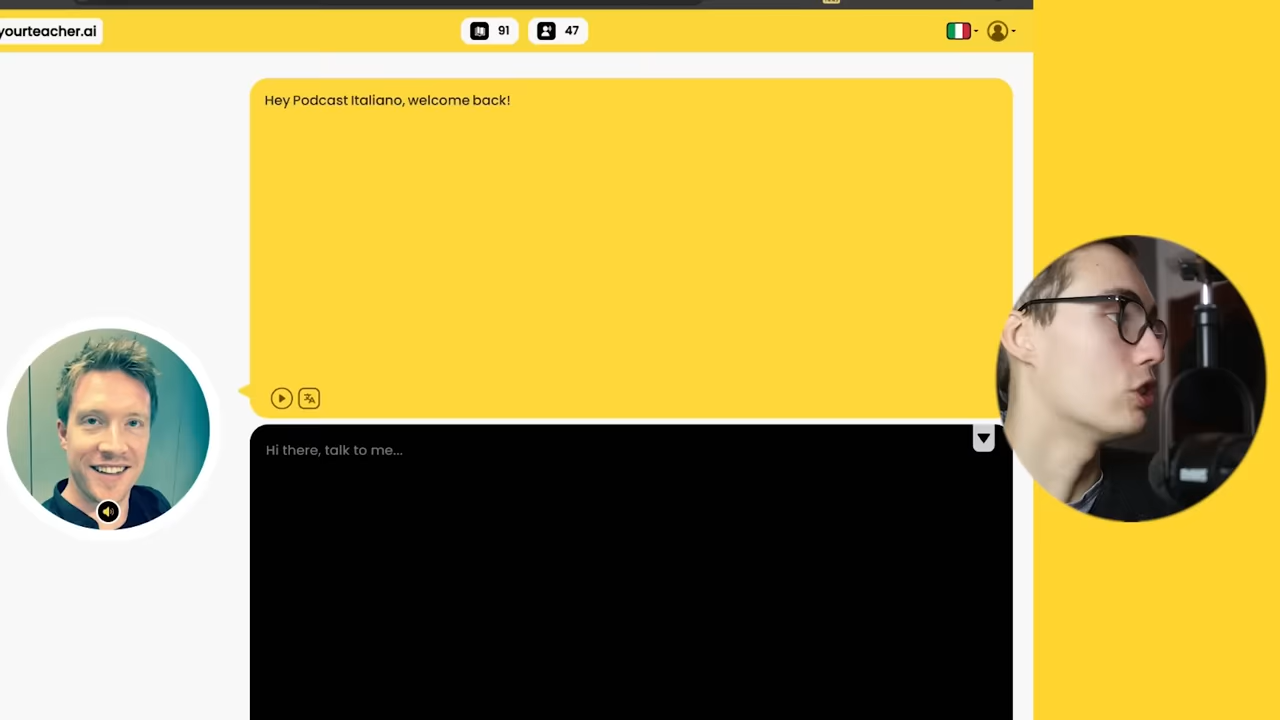 yourteacher.ai
91
47
Hey Podcast Italiano, welcome back!
Hi there, talk to me...